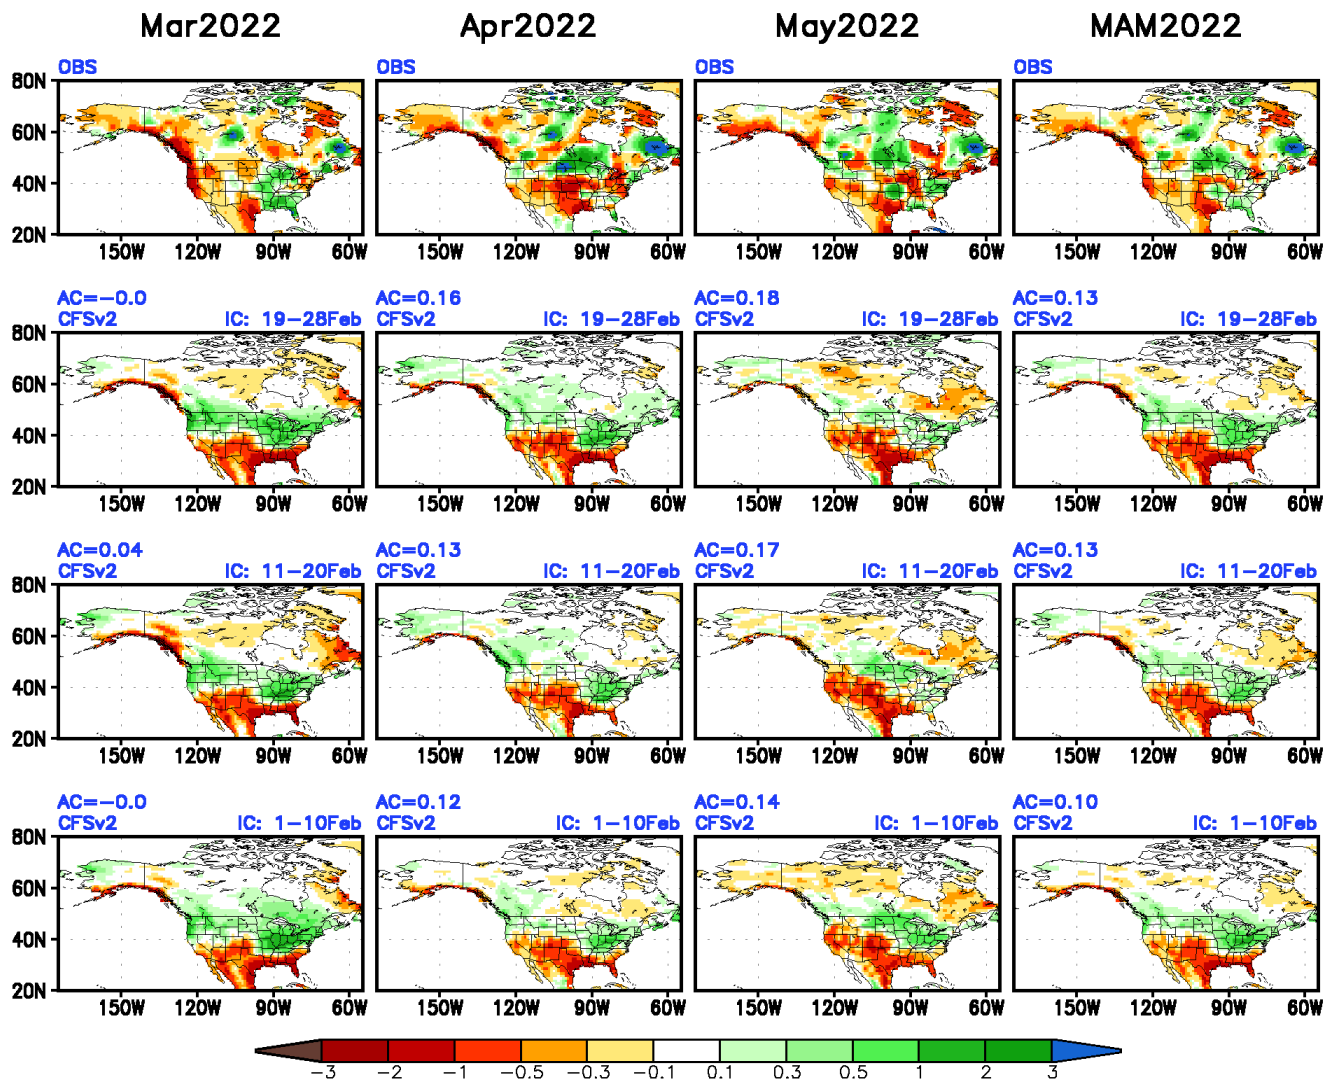 Mar2022 Apr2022 May2022 MAM2022
OBS OBS OBS OBS
80N
60N
40N
20N
150W 120W 90W 60W 150W 120W 90W 60W 150W 120W 90W 60W 150W 120W 90W 60W
AC=-0.0 AC=0.16 AC=0.18 AC=0.13
CFSv2 IC: 19-28Feb CFSv2 IC: 19-28Feb CFSv2 IC: 19-28Feb CFSv2 IC: 19-28Feb
80N
60N
40N
20N
150W 120W 90W 60W 150W 120W 90W 60W 150W 120W 90W 60W 150W 120W 90W 60W
AC=0.04 AC=0.13 AC=0.17 AC=0.13
CFSv2 IC: 11-20Feb CFSv2 IC: 11-20Feb CFSv2 IC: 11-20Feb CFSv2 IC: 11-20Feb
80N
60N
40N
20N
150W 120W 90W 60W 150W 120W 90W 60W 150W 120W 90W 60W 150W 120W 90W 60W
AC=-0.0 AC=0.12 AC=0.14 AC=0.10
CFSv2 IC: 1-10Feb CFSv2 IC: 1-10Feb CFSv2 IC: 1-10Feb CFSv2 IC: 1-10Feb
80N
60N
40N
20N
150W 120W 90W 60W 150W 120W 90W 60W 150W 120W 90W 60W 150W 120W 90W 60W
-3 -2 -1 -0.5 -0.3 -0.1 0.1 0.3 0.5 1 2 3